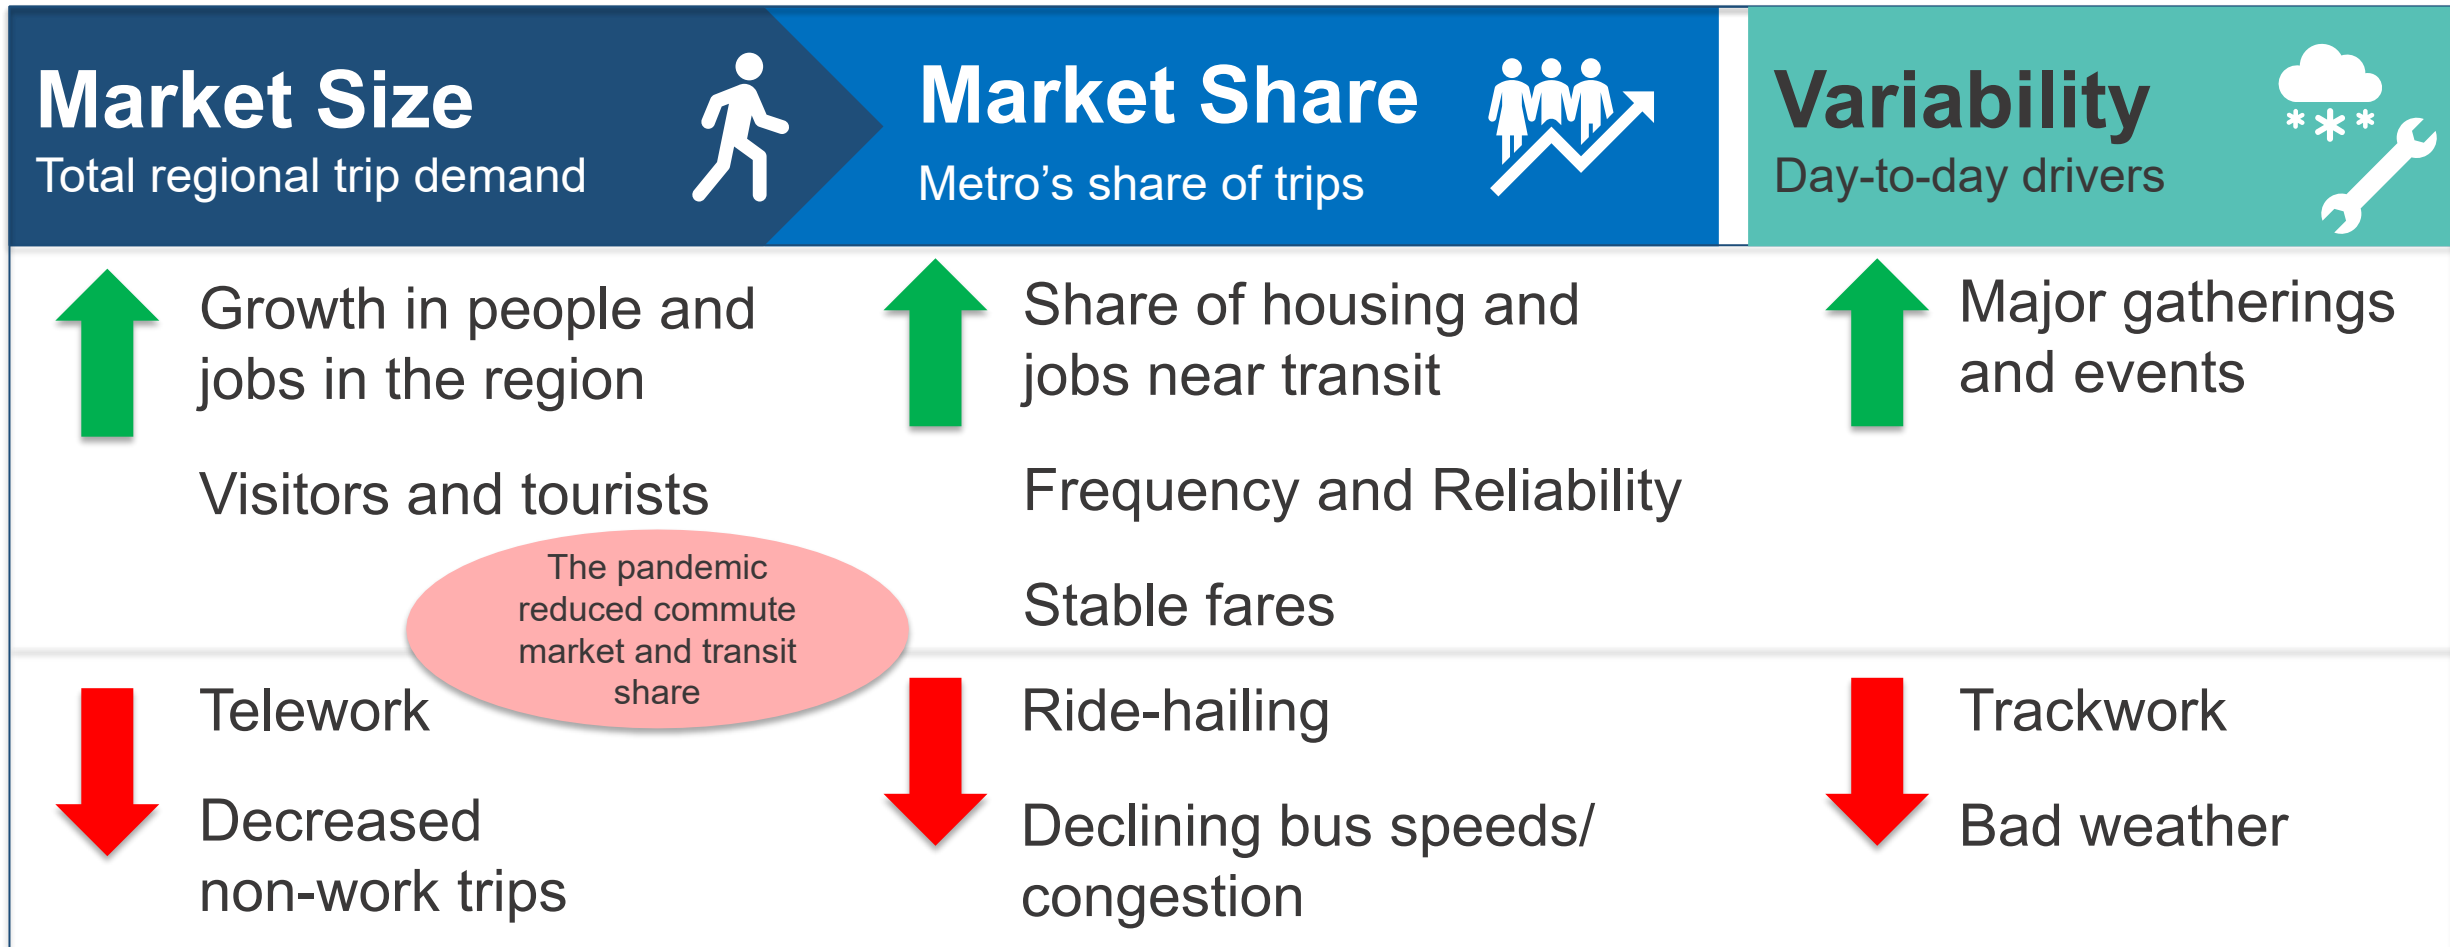 Market Size
Total regional trip demand
Market Share
Metro's share of trips
Variability
Day-to-day drivers
Growth in people and
jobs in the region
Visitors and tourists
Share of housing and
jobs near transit
Frequency and Reliability
Stable fares
Major gatherings
and events
The pandemic
reduced commute
market and transit
share
Telework
Decreased
non-work trips
Ride-hailing
Declining bus speeds/
congestion
Trackwork
Bad weather